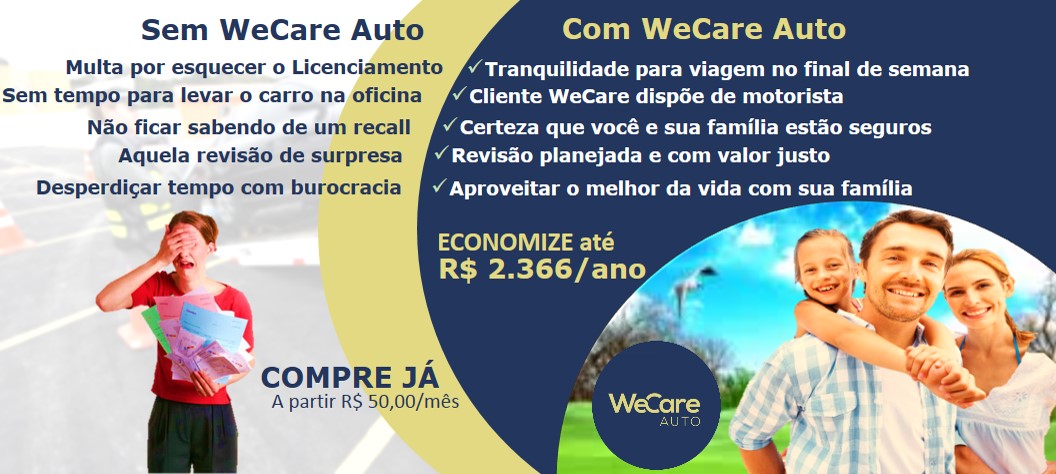 Sem WeCare Auto
Multa por esquecer o Licenciamento
Sem tempo para levar o carro na oficina
Não ficar sabendo de um recall
Aquela revisão de surpresa
Desperdiçar tempo com burocracia
COMPRE JÁ
A partir R$ 50,00/mês
Com WeCare Auto
✓Tranquilidade para viagem no final de semana
✓Cliente WeCare dispõe de motorista
✓Certeza que você e sua família estão seguros
✓Revisão planejada e com valor justo
✓Aproveitar o melhor da vida com sua família
ECONOMIZE até
R$ 2.366/ano
WeCare
AUTO